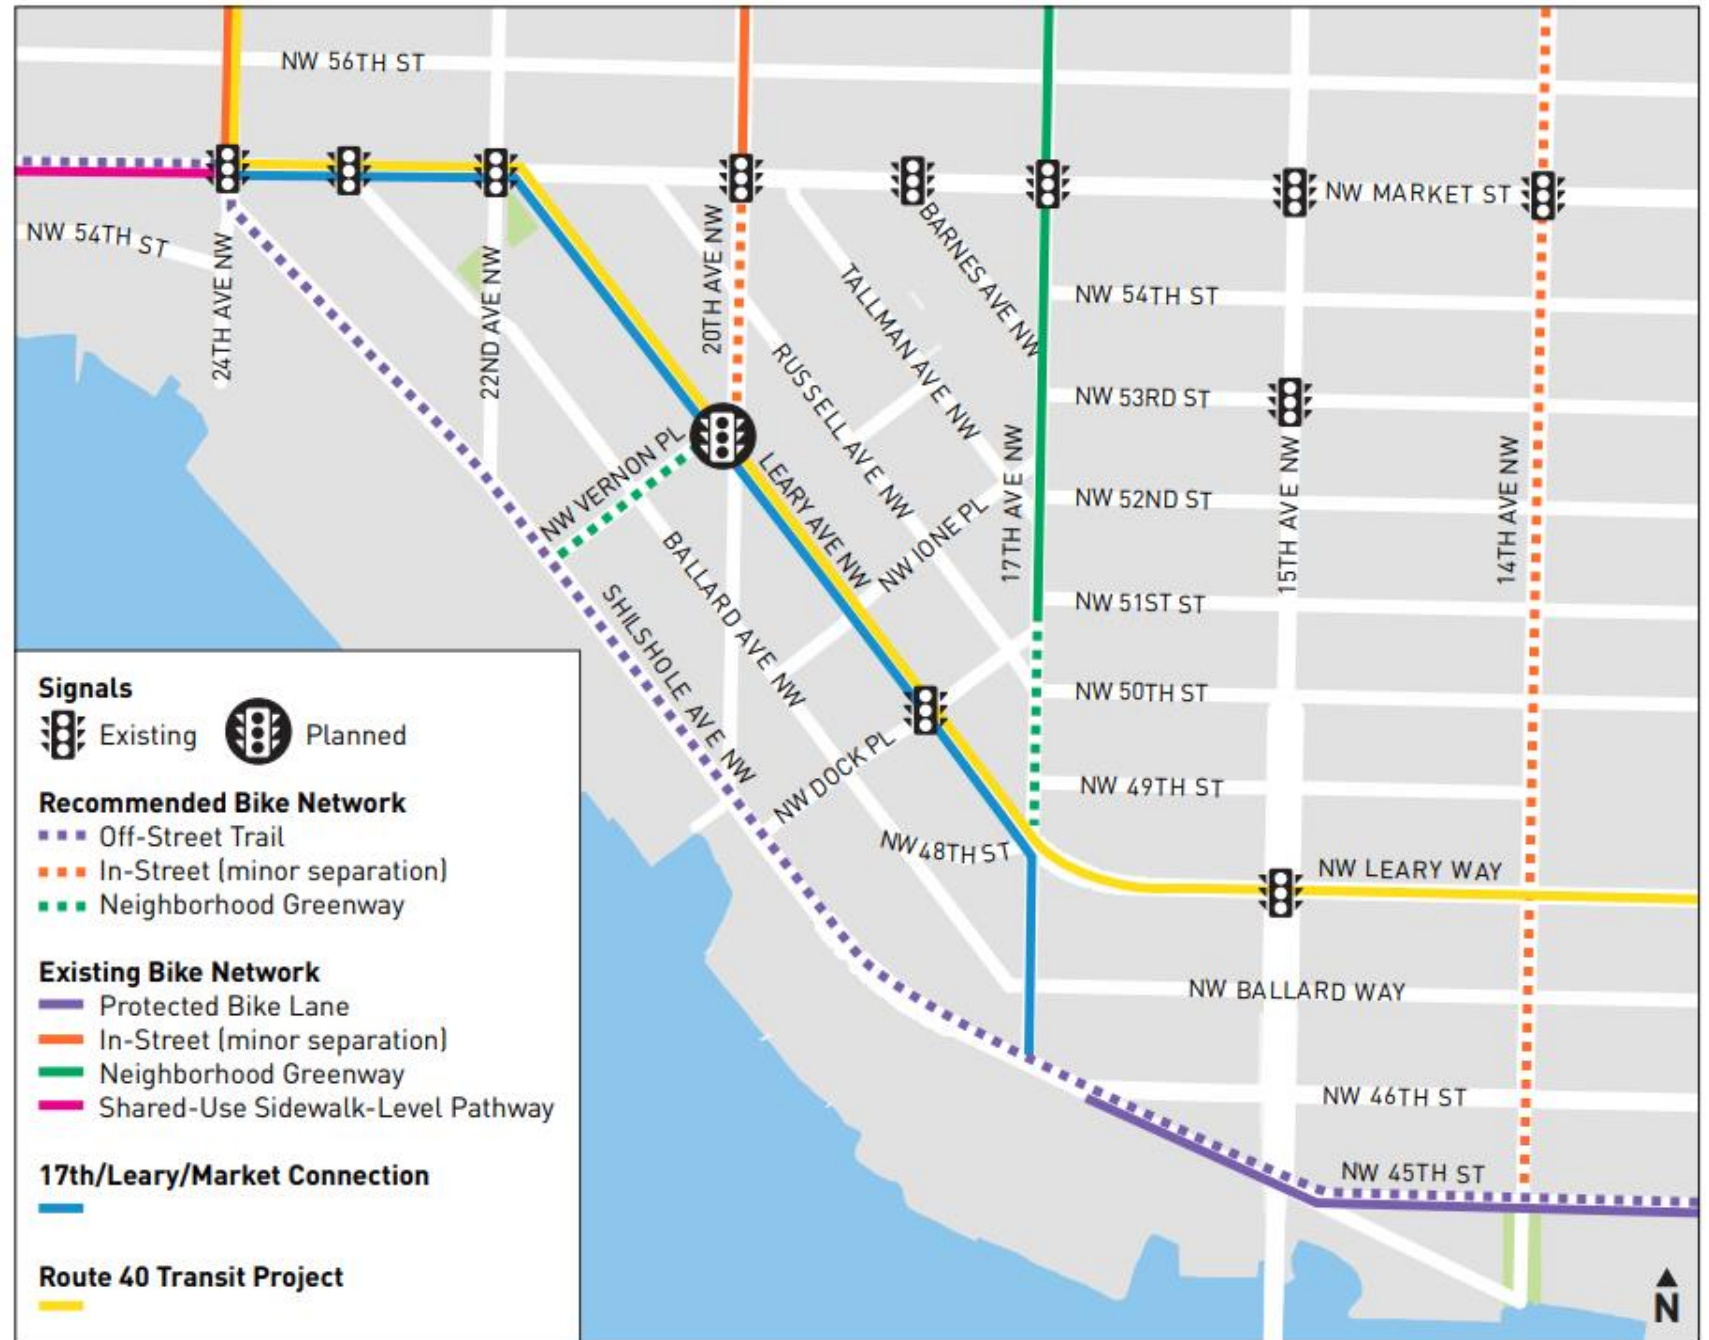 NW 56TH ST
NW MARKET ST
NW 54TH ST
24TH AVE NW
22ND AVE NW
20TH AVE NW
BARNES AVE NW
TALLMAN AVE NW
RUSSELL AVE NW
NW 54TH ST
NW 53RD ST
NW VERNON PL
LEARY AVE NW
NW IONE PL
17TH AVE NW
NW 52ND ST
15TH AVE NW
14TH AVE NW
BALLARD AVE NW
SHILSHOLE AVE NW
NW 51ST ST
NW 50TH ST
NW DOCK PL
NW 49TH ST
NW 48TH ST
NW LEARY WAY
NW BALLARD WAY
NW 46TH ST
NW 45TH ST
Signals
Existing
Planned
Recommended Bike Network
Off-Street Trail
In-Street (minor separation)
Neighborhood Greenway
Existing Bike Network
Protected Bike Lane
In-Street (minor separation)
Neighborhood Greenway
Shared-Use Sidewalk-Level Pathway
17th/Leary/Market Connection
Route 40 Transit Project
N